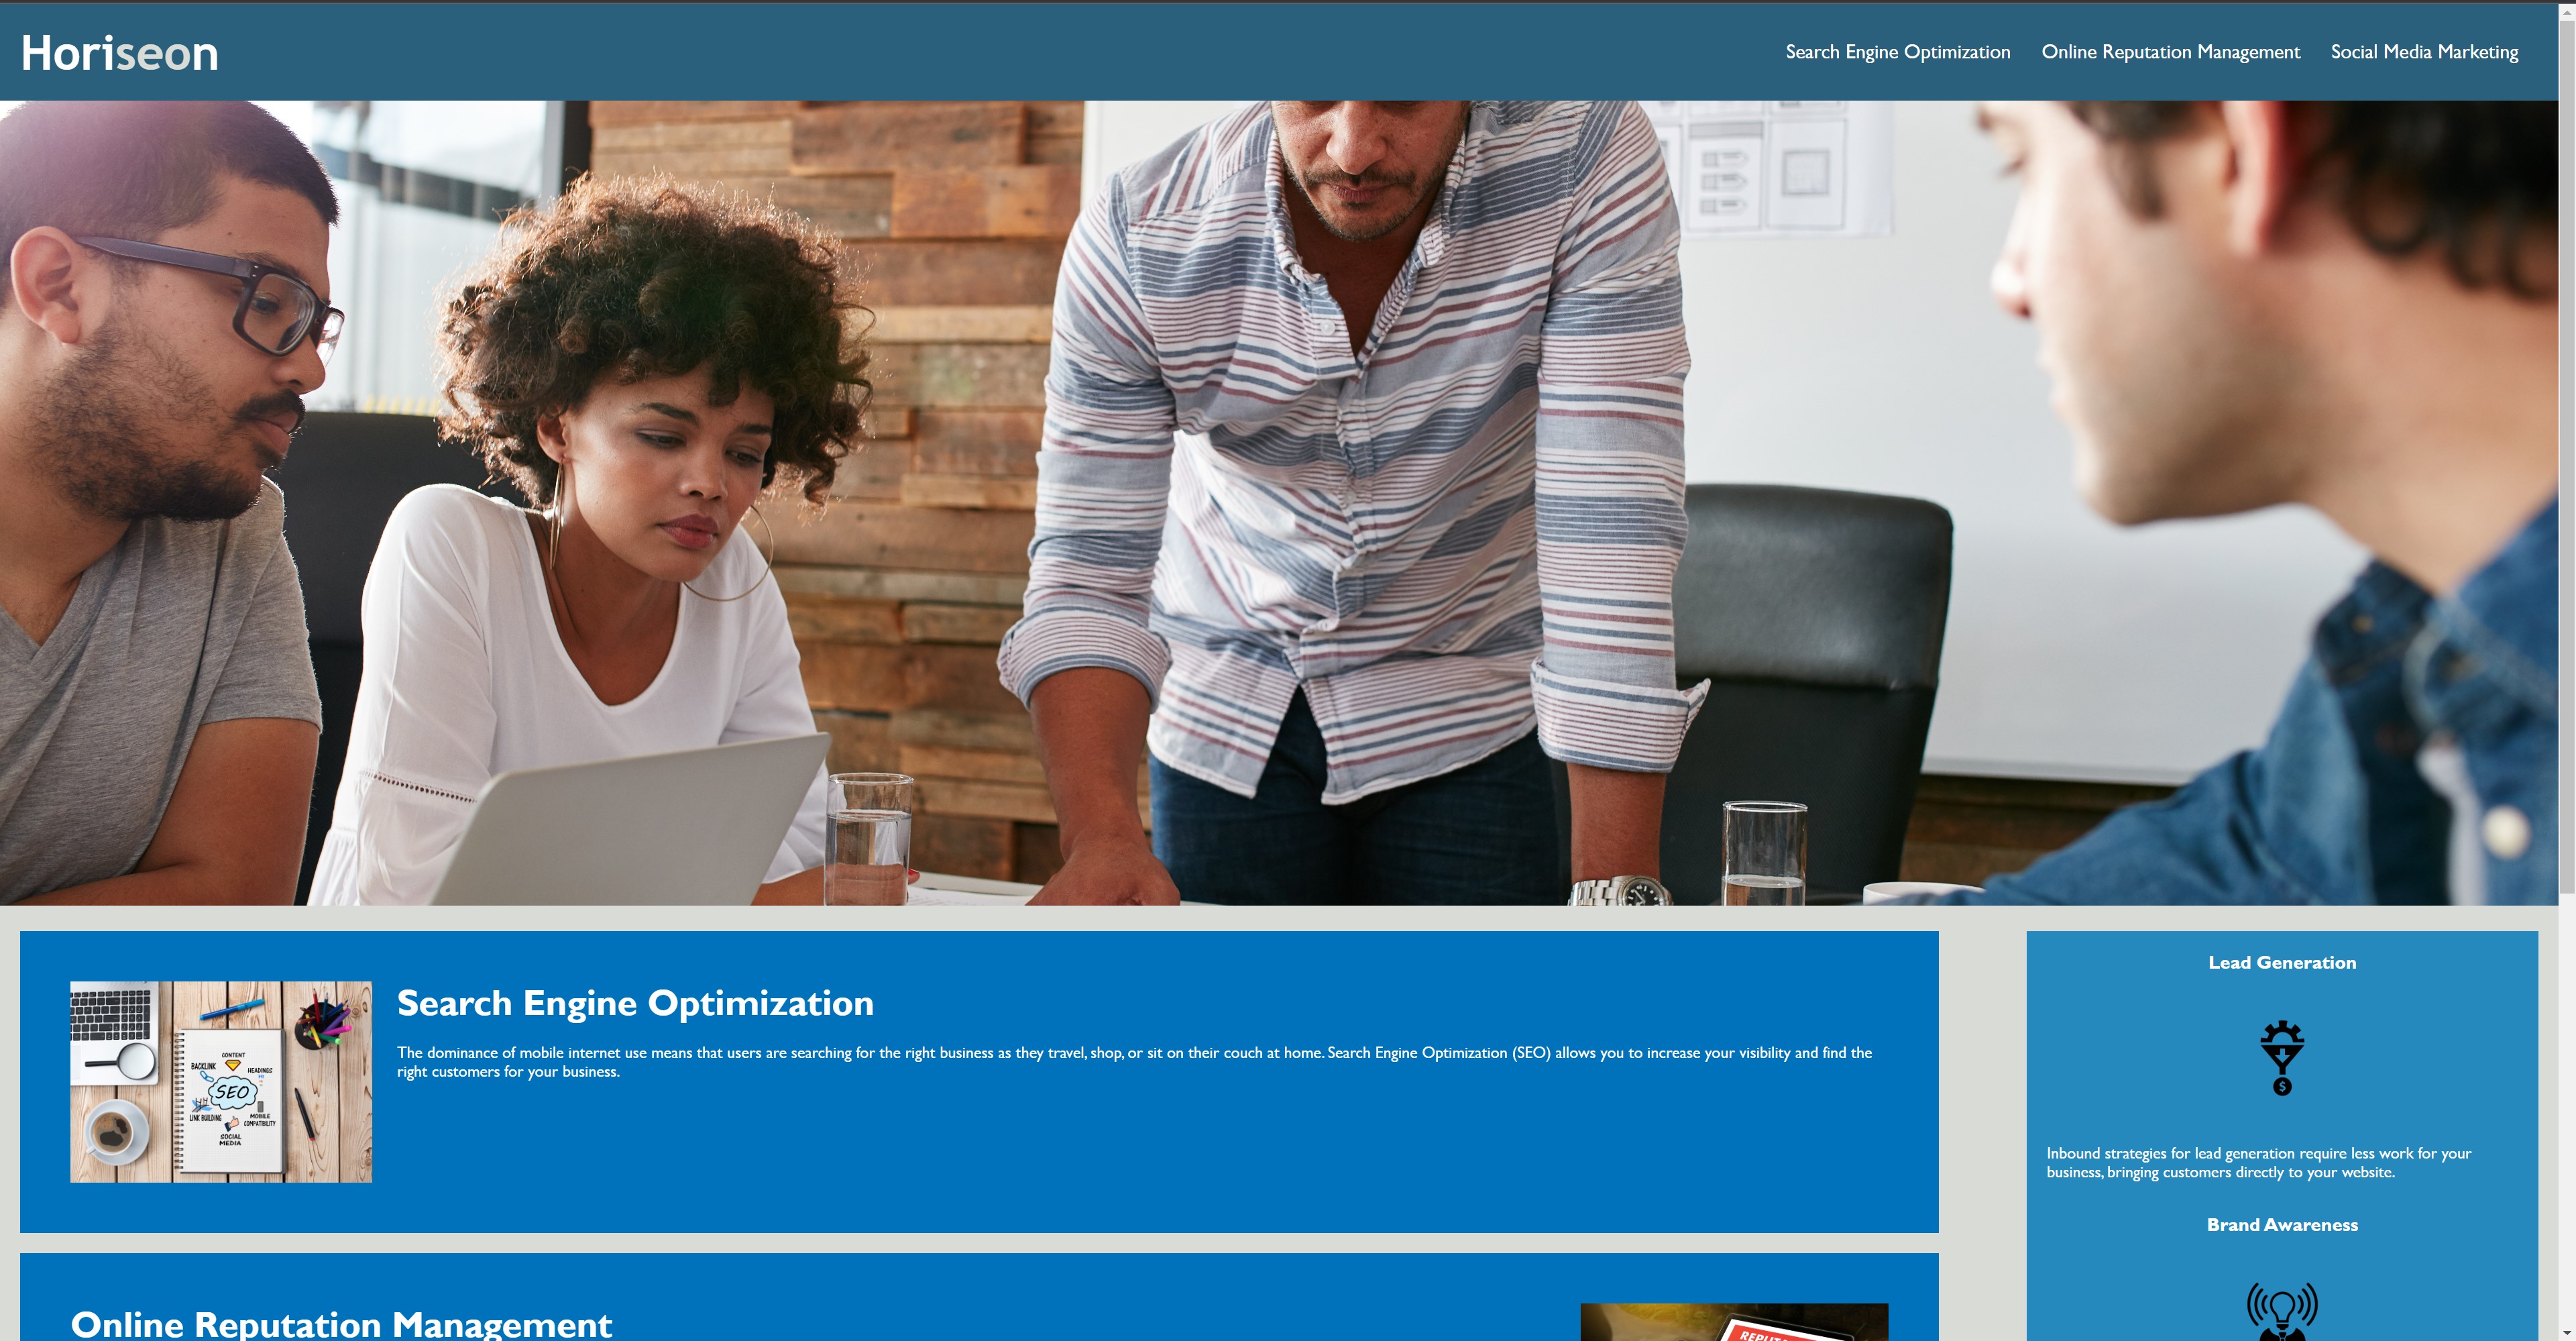 Horiseon
Search Engine Optimization
Online Reputation Management
Social Media Marketing
Search Engine Optimization
The dominance of mobile internet use means that users are searching for the right business as they travel, shop, or sit on their couch at home. Search Engine Optimization (SEO) allows you to increase your visibility and find the
right customers for your business.
CONTENT
BACKLINK
HEADINGS
SEO
LINK BUILDING
MOBILE
COMPATIBILITY
SOCIAL
MEDIA
Lead Generation
$
Inbound strategies for lead generation require less work for your
business, bringing customers directly to your website.
Brand Awareness
Online Reputation Management